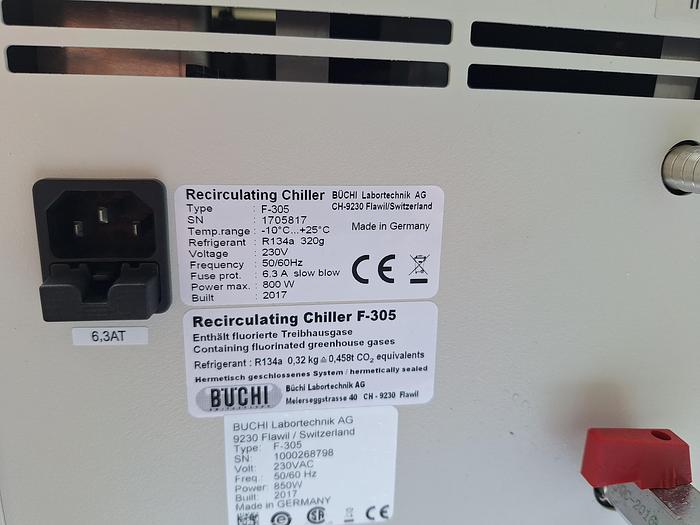 6,3AT
Recirculating Chiller BÜCHI Labortechnik AG
CH-9230 Flawil/Switzerland
Type : F-305
SN : 1705817
Made in Germany
Temp.range : -10°C...+25°C
Refrigerant : R134a 320g
Voltage : 230V
Frequency : 50/60Hz
Fuse prot. : 6.3 A slow blow
Power max. : 800 W
Built : 2017
CE
Recirculating Chiller F-305
Enthält fluorierte Treibhausgase
Containing fluorinated greenhouse gases
Refrigerant : R134a 0,32 kg ≙ 0,458t CO₂ equivalents
Hermetisch geschlossenes System / hermetically sealed
BÜCHI
SWITZERLAND
Büchi Labortechnik AG
Meierseggstrasse 40 CH - 9230 Flawil
BUCHI Labortechnik AG
9230 Flawil / Switzerland
Type: F-305
SN: 1000268798
Volt: 230VAC
Freq.: 50/60 Hz
Power: 850W
Built: 2017
Made in GERMANY
CE